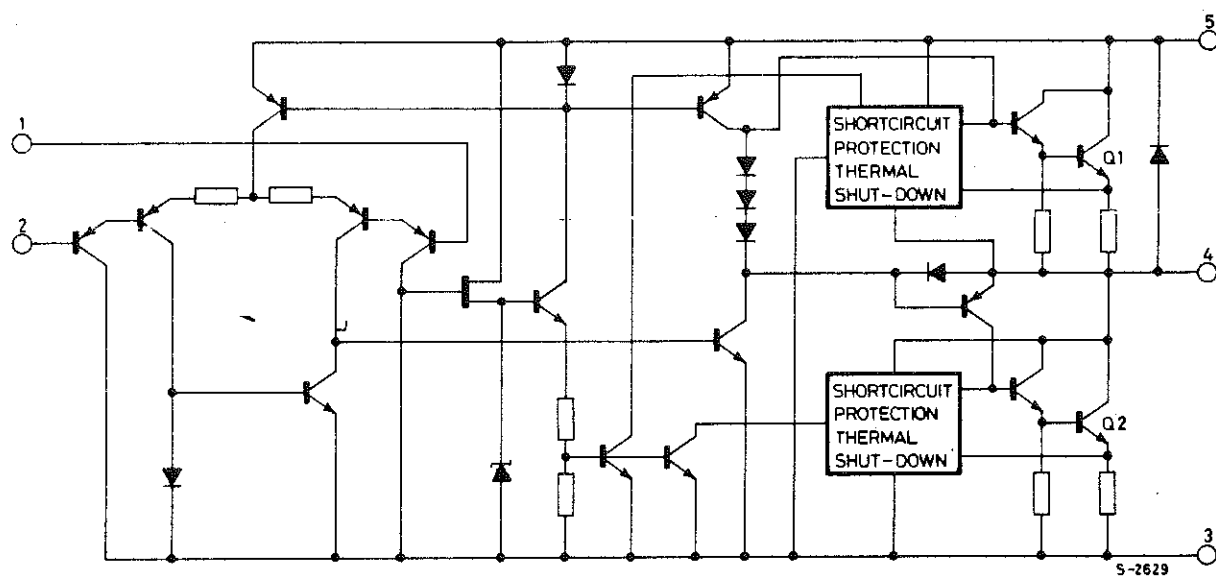 5
1
SHORTCIRCUIT
PROTECTION
THERMAL
SHUT-DOWN
Q1
2
4
SHORTCIRCUIT
PROTECTION
THERMAL
SHUT-DOWN
Q2
3
S-2629